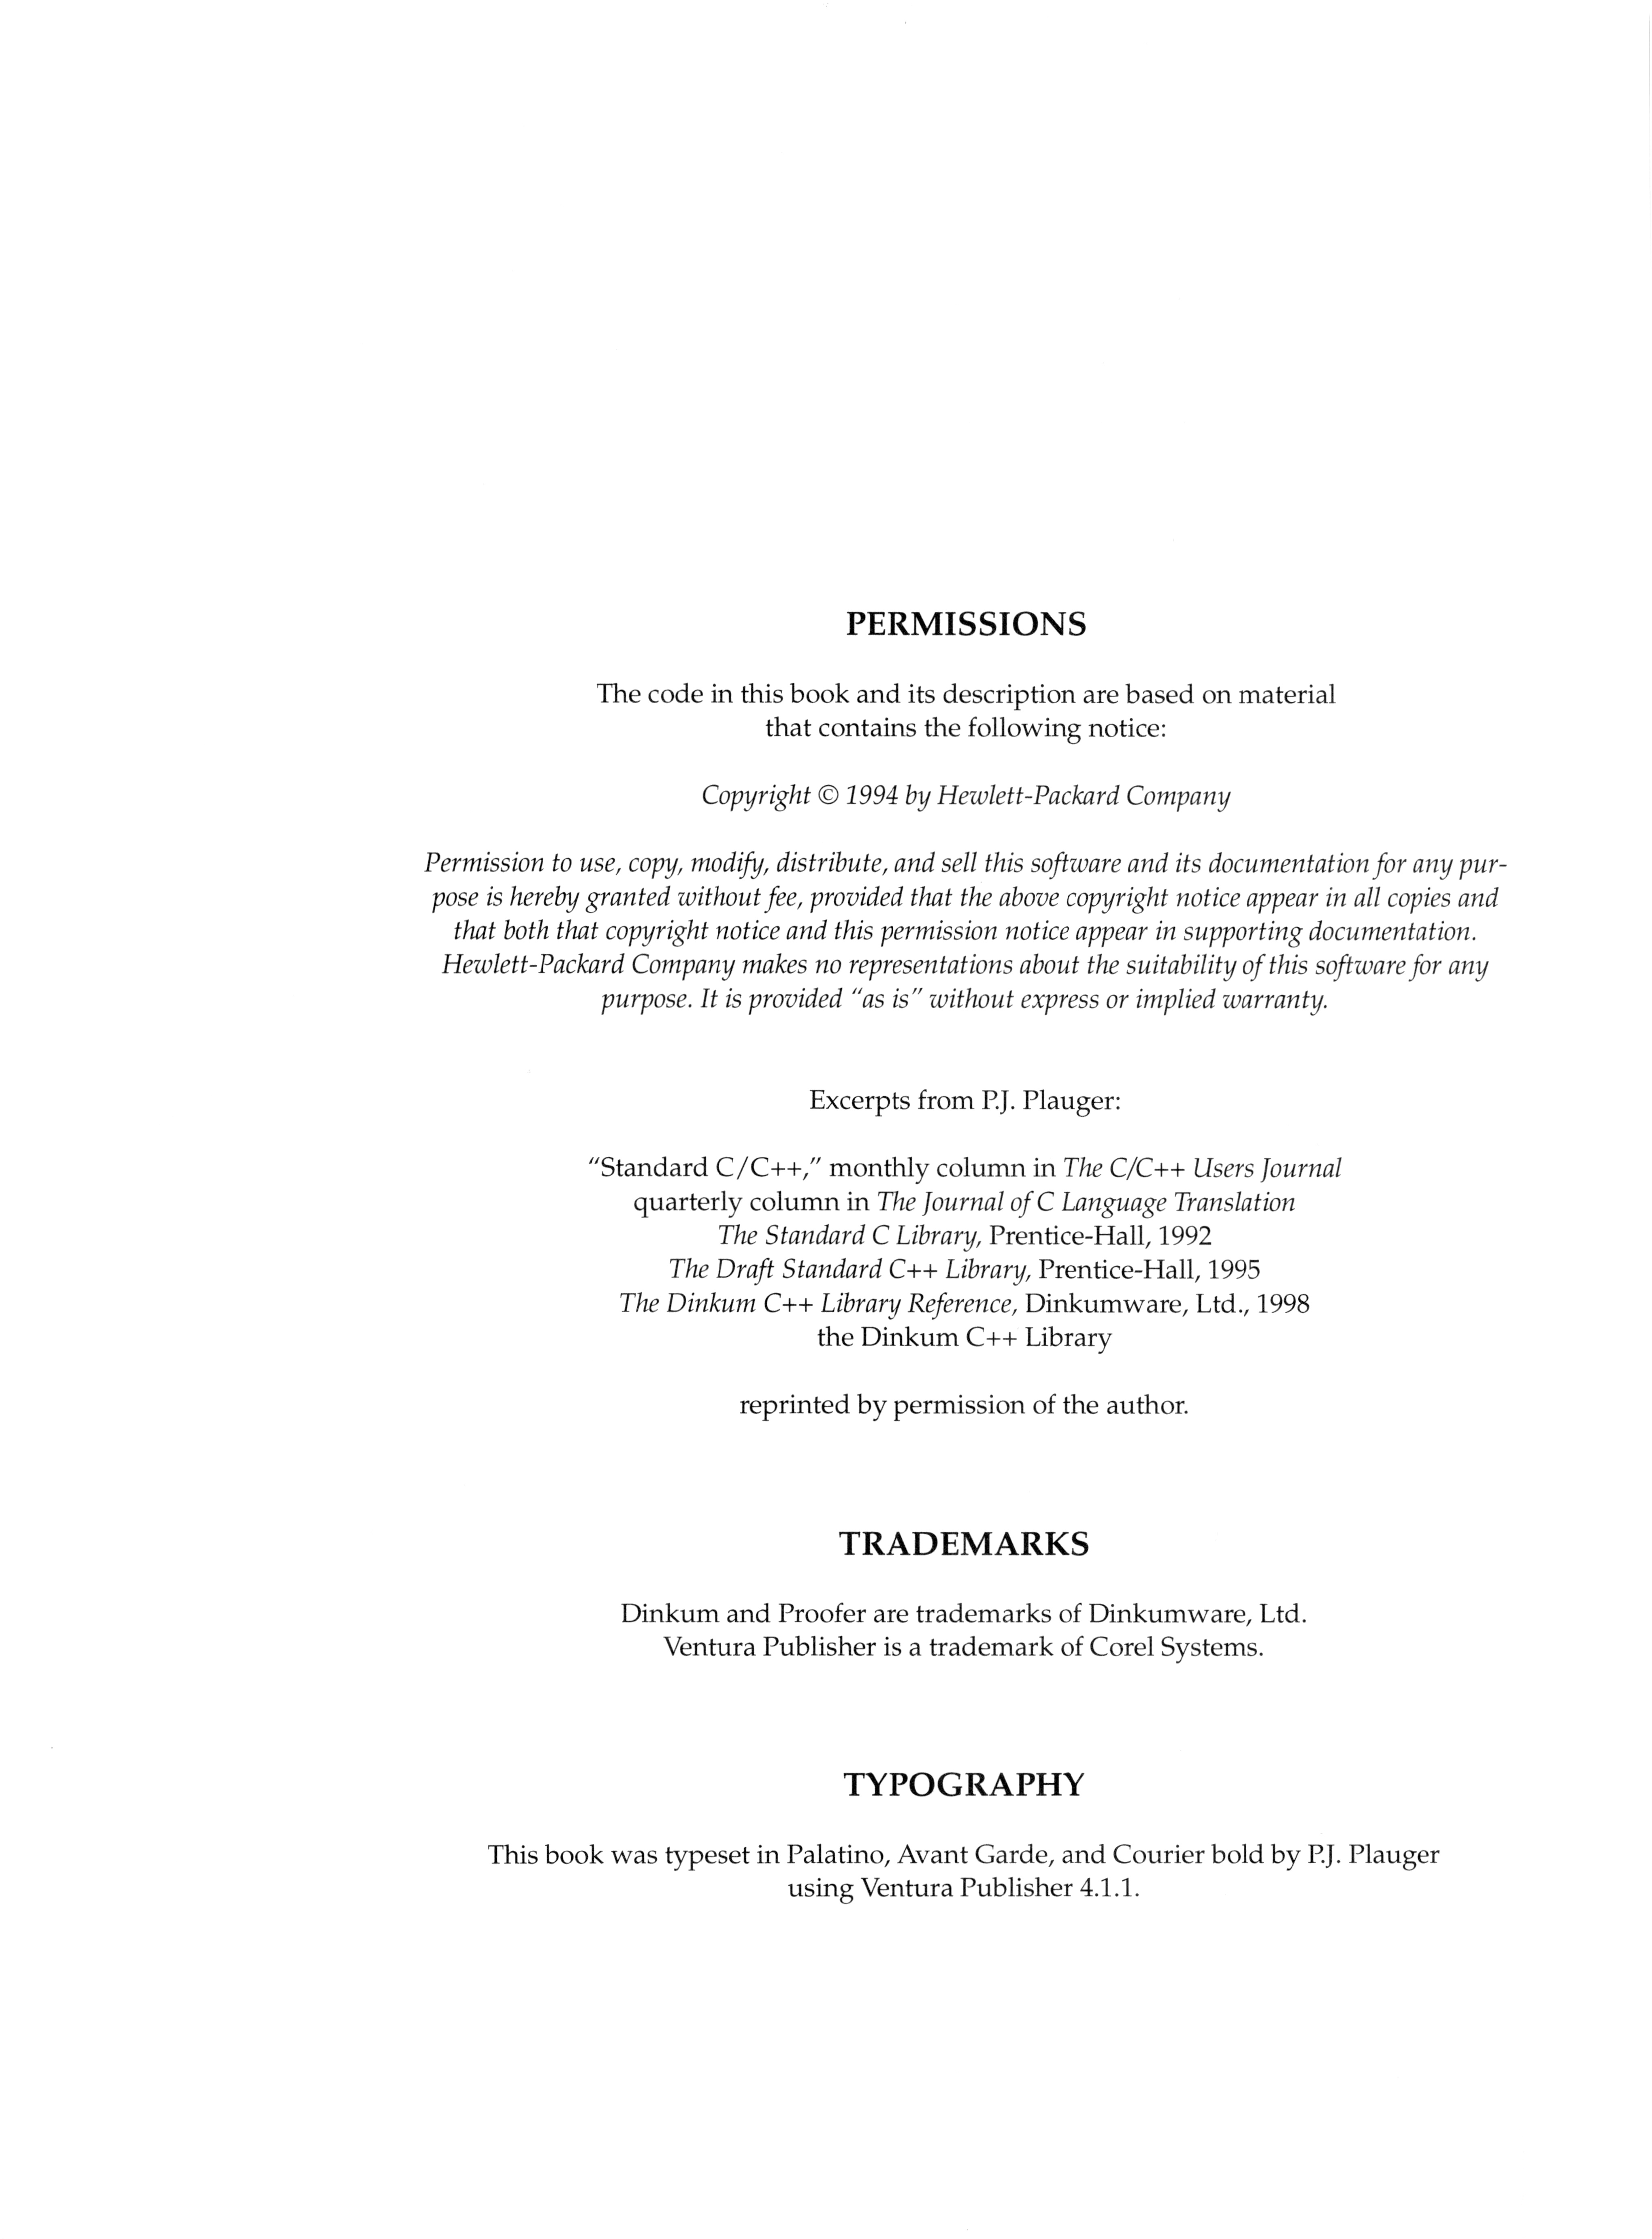 PERMISSIONS
The code in this book and its description are based on material
that contains the following notice:
Copyright © 1994 by Hewlett-Packard Company
Permission to use, copy, modify, distribute, and sell this software and its documentation for any pur-
pose is hereby granted without fee, provided that the above copyright notice appear in all copies and
that both that copyright notice and this permission notice appear in supporting documentation.
Hewlett-Packard Company makes no representations about the suitability of this software for any
purpose. It is provided “as is” without express or implied warranty.
Excerpts from P.J. Plauger:
“Standard C/C++,” monthly column in The C/C++ Users Journal
quarterly column in The Journal of C Language Translation
The Standard C Library, Prentice-Hall, 1992
The Draft Standard C++ Library, Prentice-Hall, 1995
The Dinkum C++ Library Reference, Dinkumware, Ltd., 1998
the Dinkum C++ Library
reprinted by permission of the author.
TRADEMARKS
Dinkum and Proofer are trademarks of Dinkumware, Ltd.
Ventura Publisher is a trademark of Corel Systems.
TYPOGRAPHY
This book was typeset in Palatino, Avant Garde, and Courier bold by P.J. Plauger
using Ventura Publisher 4.1.1.